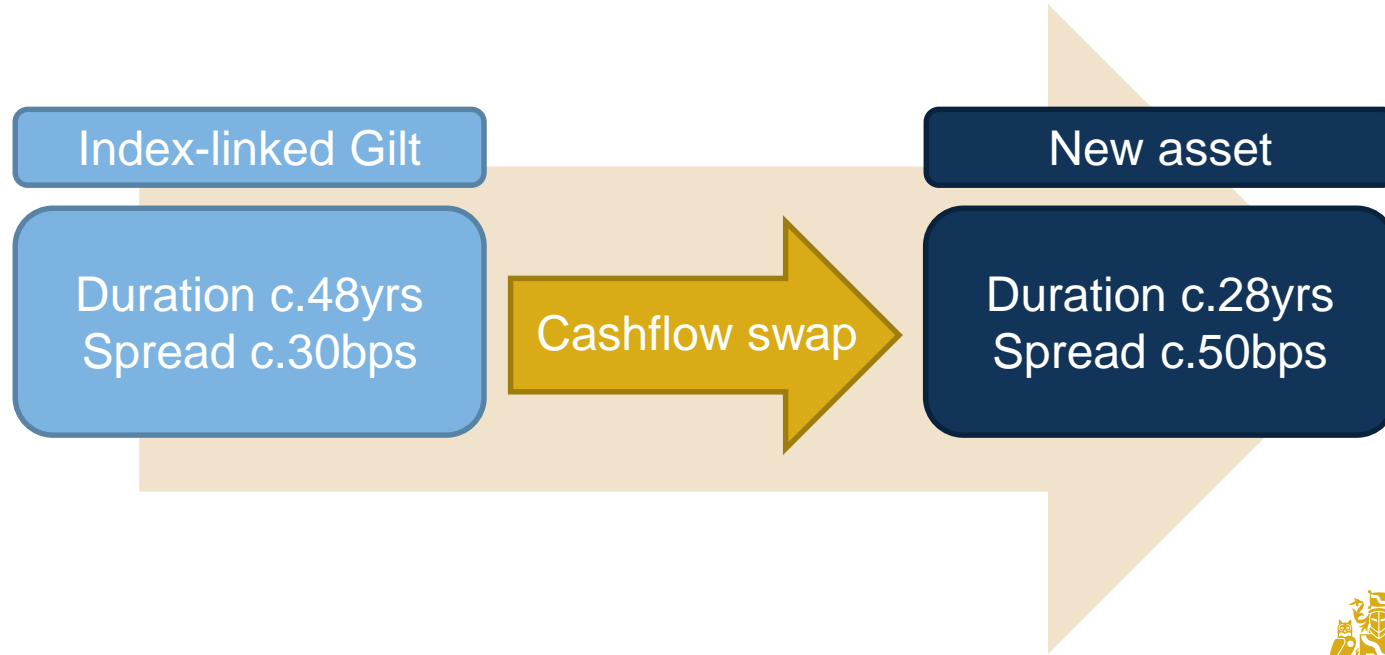 Index-linked Gilt
Duration c.48yrs
Spread c.30bps
Cashflow swap
New asset
Duration c.28yrs
Spread c.50bps